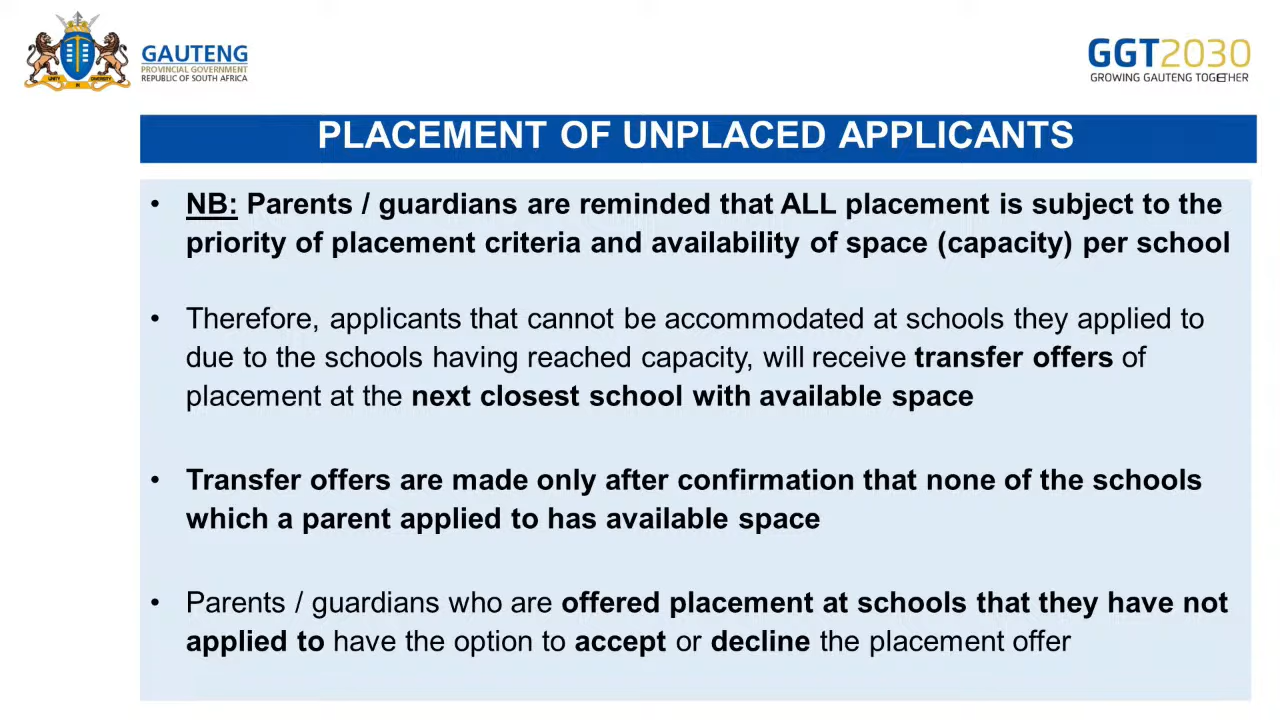 GAUTENG
PROVINCIAL GOVERNMENT
REPUBLIC OF SOUTH AFRICA
UNITY IN DIVERSITY
GGT2030
GROWING GAUTENG TOGETHER
PLACEMENT OF UNPLACED APPLICANTS
• NB: Parents / guardians are reminded that ALL placement is subject to the
priority of placement criteria and availability of space (capacity) per school
• Therefore, applicants that cannot be accommodated at schools they applied to
due to the schools having reached capacity, will receive transfer offers of
placement at the next closest school with available space
• Transfer offers are made only after confirmation that none of the schools
which a parent applied to has available space
• Parents / guardians who are offered placement at schools that they have not
applied to have the option to accept or decline the placement offer